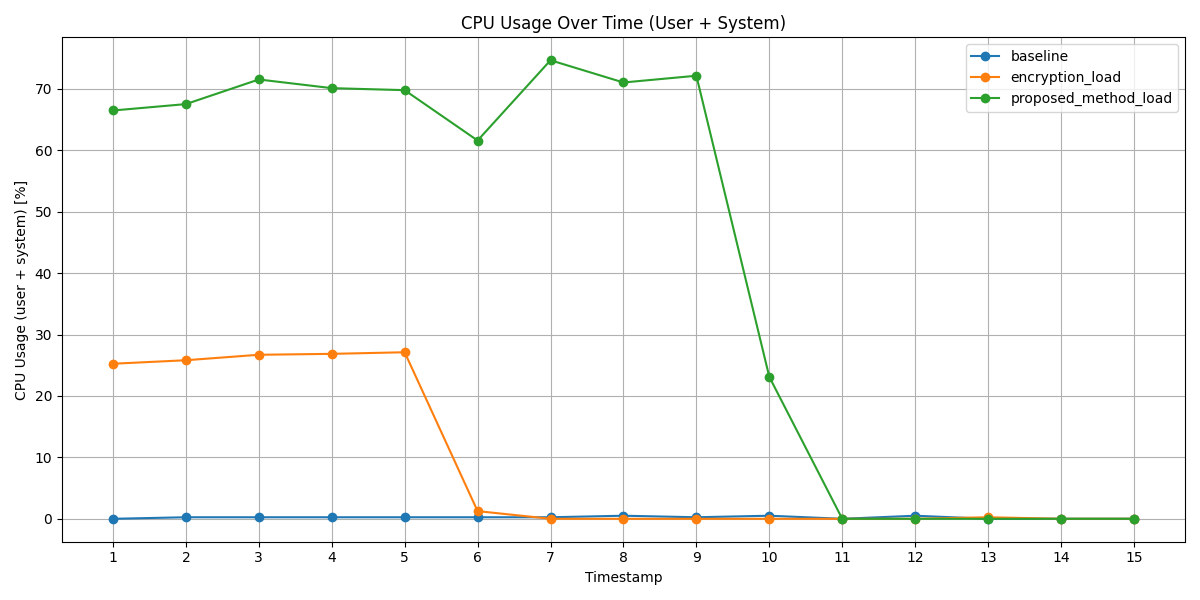 CPU Usage Over Time (User + System)
baseline
encryption_load
proposed_method_load
CPU Usage (user + system) [%]
70
60
50
40
30
20
10
0
1 2 3 4 5 6 7 8 9 10 11 12 13 14 15
Timestamp